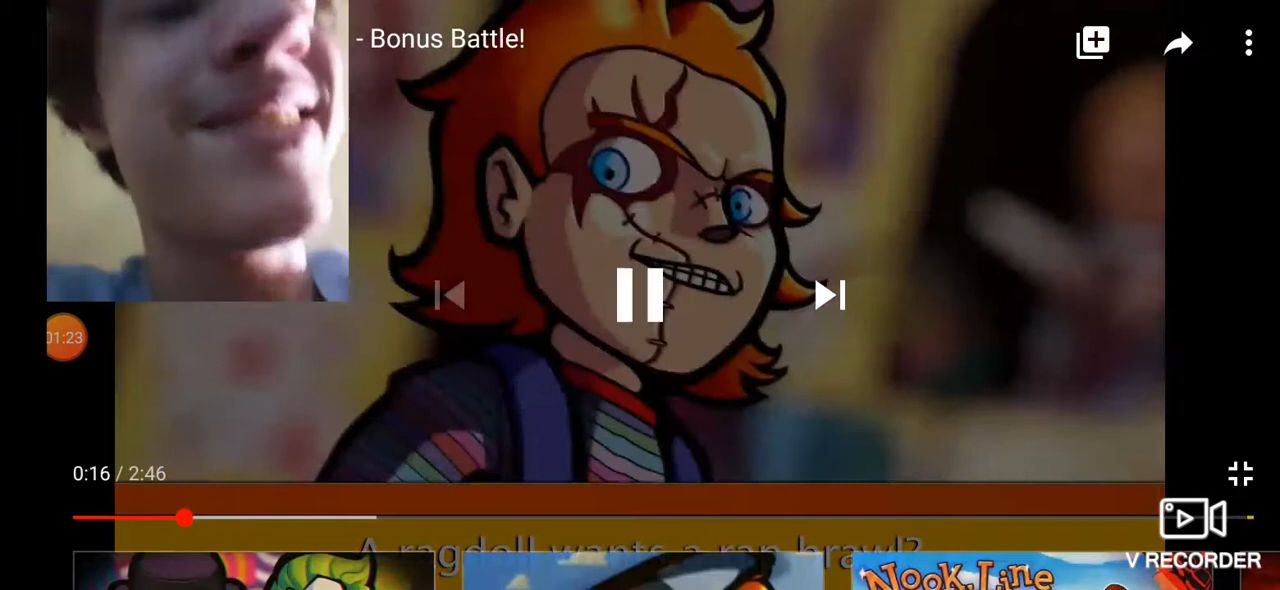 - Bonus Battle!
01:23
0:16 / 2:46
A ragdoll wants a rap brawl?
V RECORDER
Nook, Line